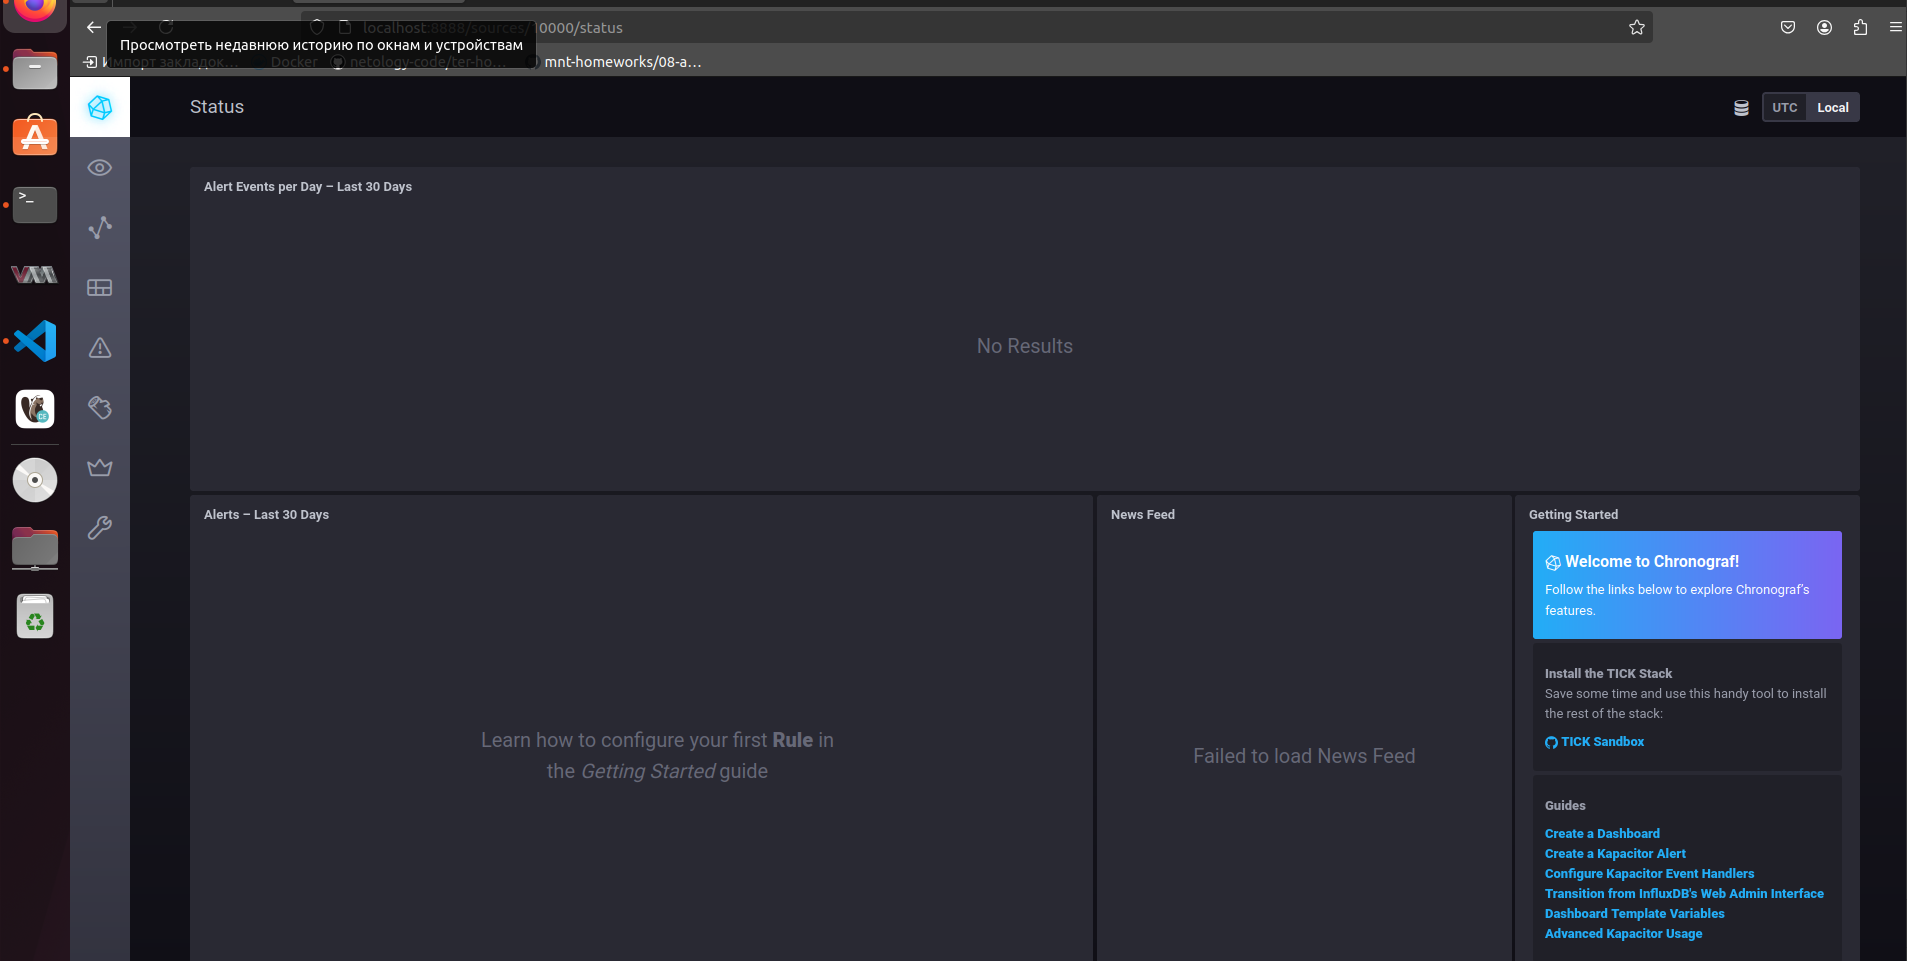 localhost:8888/sources/10000/status
Просмотреть недавнюю историю по окнам и устройствам
Импорт закладок...
Docker
netology-code/ter-ho...
mnt-homeworks/08-a...
Status
UTC
Local
Alert Events per Day – Last 30 Days
No Results
Alerts – Last 30 Days
Learn how to configure your first Rule in
the Getting Started guide
News Feed
Failed to load News Feed
Getting Started
Welcome to Chronograf!
Follow the links below to explore Chronograf's
features.
Install the TICK Stack
Save some time and use this handy tool to install
the rest of the stack:
TICK Sandbox
Guides
Create a Dashboard
Create a Kapacitor Alert
Configure Kapacitor Event Handlers
Transition from InfluxDB's Web Admin Interface
Dashboard Template Variables
Advanced Kapacitor Usage